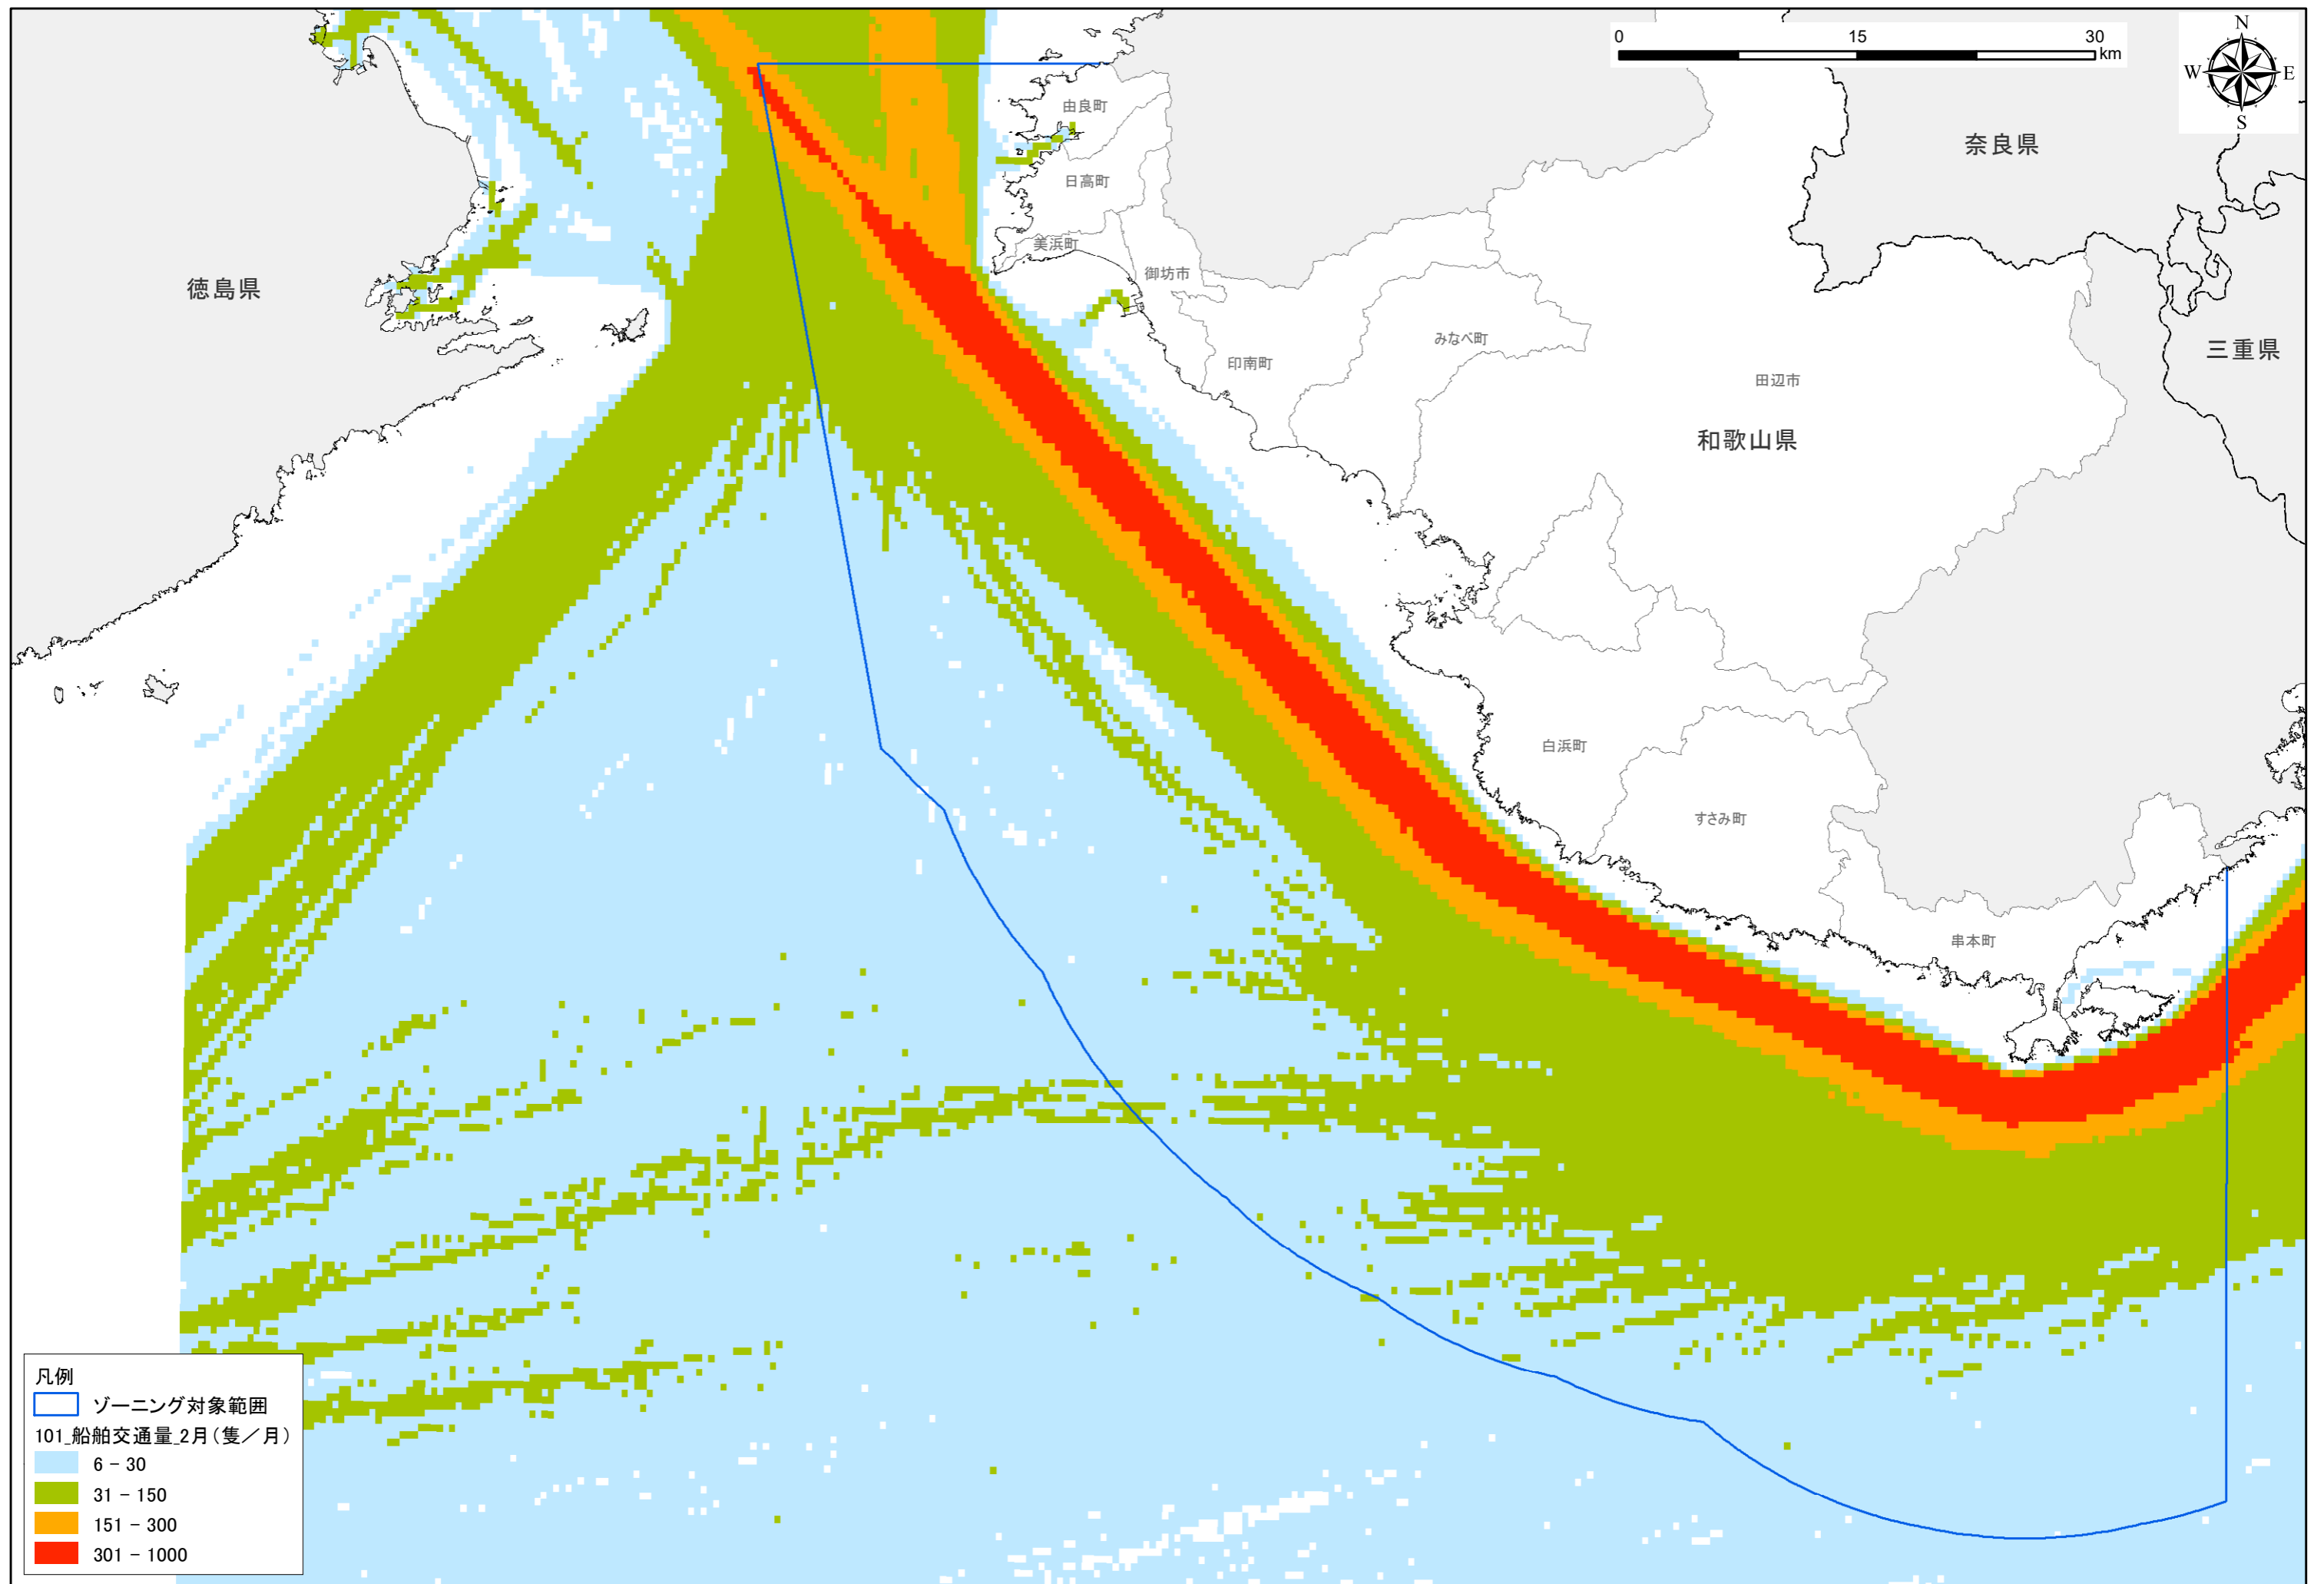 0 15 30
km
N
W E
S
由良町
奈良県
日高町
美浜町
御坊市
徳島県
みなべ町
三重県
印南町
田辺市
和歌山県
白浜町
すさみ町
串本町
凡例
ゾーニング対象範囲
101_船舶交通量_2月(隻/月)
6 - 30
31 - 150
151 - 300
301 - 1000